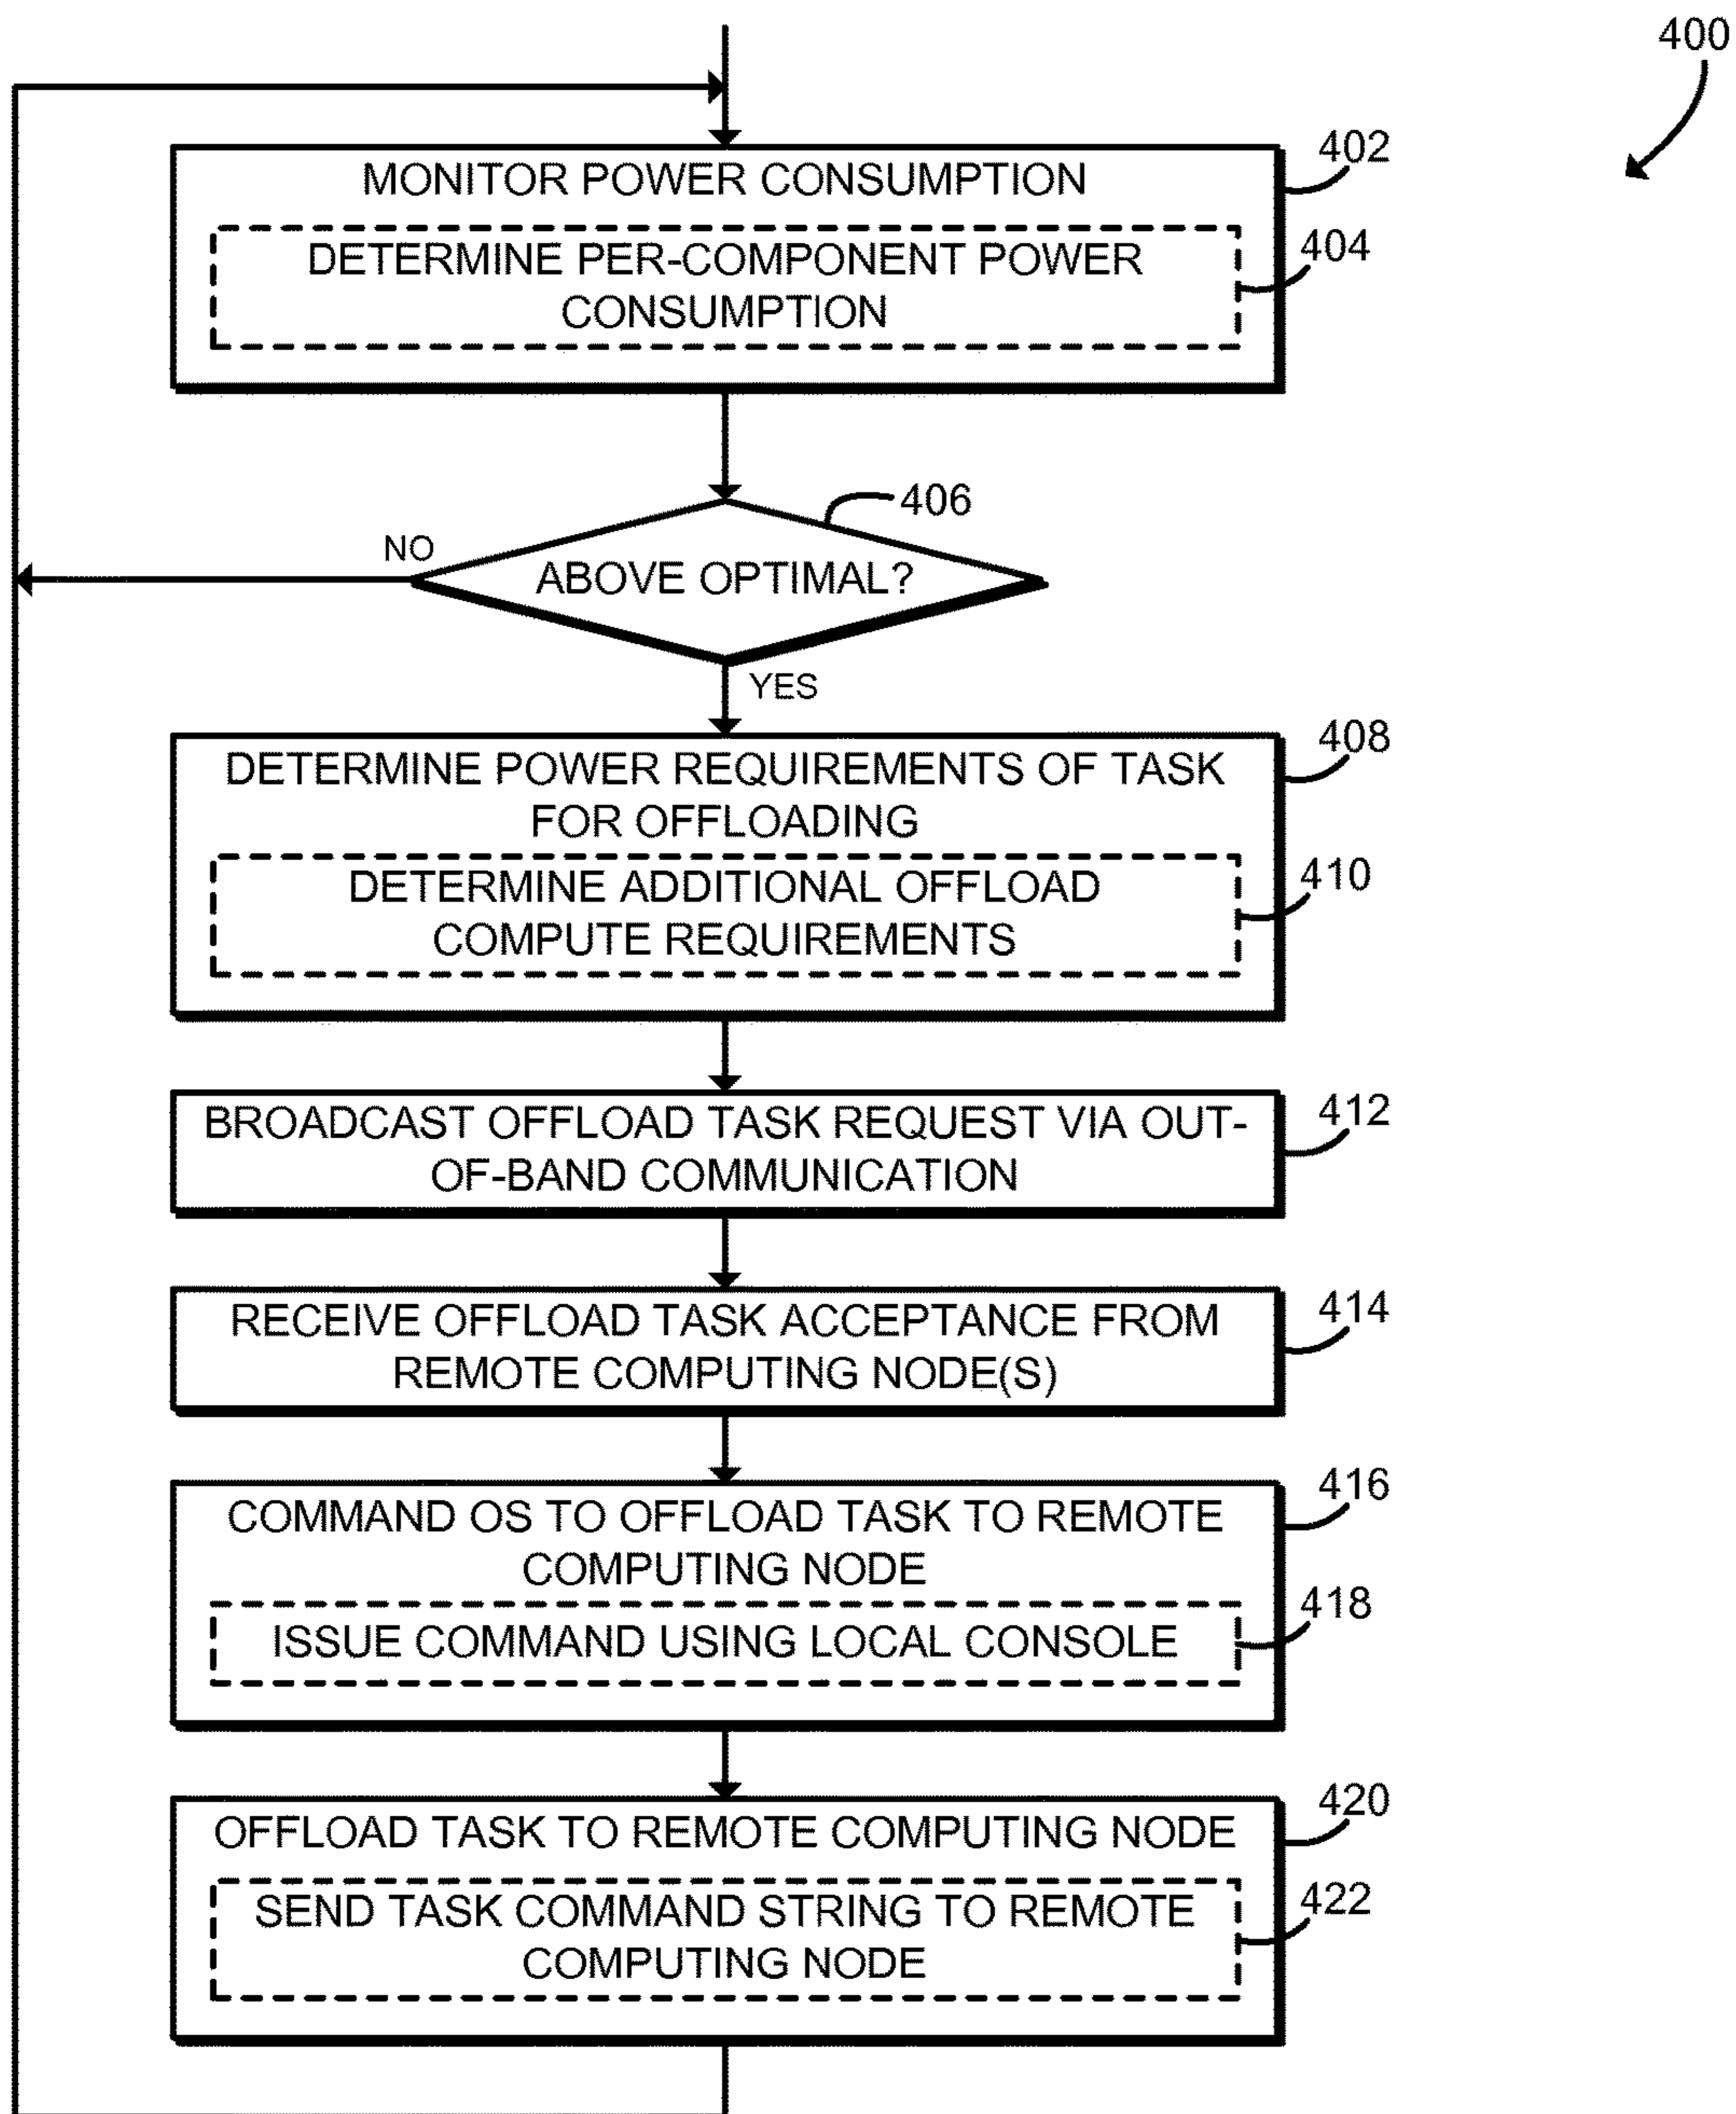 400
MONITOR POWER CONSUMPTION
402
DETERMINE PER-COMPONENT POWER
CONSUMPTION
404
406
NO
ABOVE OPTIMAL?
YES
DETERMINE POWER REQUIREMENTS OF TASK
FOR OFFLOADING
408
DETERMINE ADDITIONAL OFFLOAD
COMPUTE REQUIREMENTS
410
BROADCAST OFFLOAD TASK REQUEST VIA OUT-
OF-BAND COMMUNICATION
412
RECEIVE OFFLOAD TASK ACCEPTANCE FROM
REMOTE COMPUTING NODE(S)
414
COMMAND OS TO OFFLOAD TASK TO REMOTE
COMPUTING NODE
416
ISSUE COMMAND USING LOCAL CONSOLE
418
OFFLOAD TASK TO REMOTE COMPUTING NODE
420
SEND TASK COMMAND STRING TO REMOTE
COMPUTING NODE
422